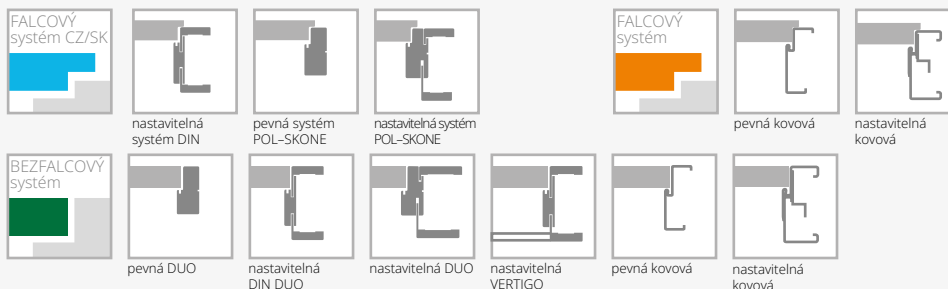 FALCOVÝ
systém CZ/SK
nastavitelná
systém DIN
pevná systém
POL–SKONE
nastavitelná systém
POL–SKONE
FALCOVÝ
systém
pevná kovová
nastavitelná
kovová
BEZFALCOVÝ
systém
pevná DUO
nastavitelná
DIN DUO
nastavitelná DUO
nastavitelná
VERTIGO
pevná kovová
nastavitelná
kovová